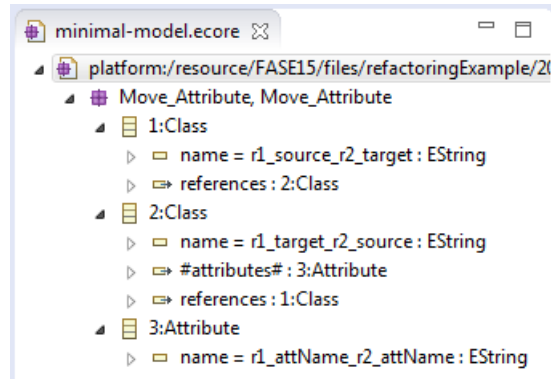 minimal-model.ecore
platform:/resource/FASE15/files/refactoringExample/20
Move_Attribute, Move_Attribute
1:Class
name = r1_source_r2_target : EString
references : 2:Class
2:Class
name = r1_target_r2_source : EString
#attributes# : 3:Attribute
references : 1:Class
3:Attribute
name = r1_attName_r2_attName : EString